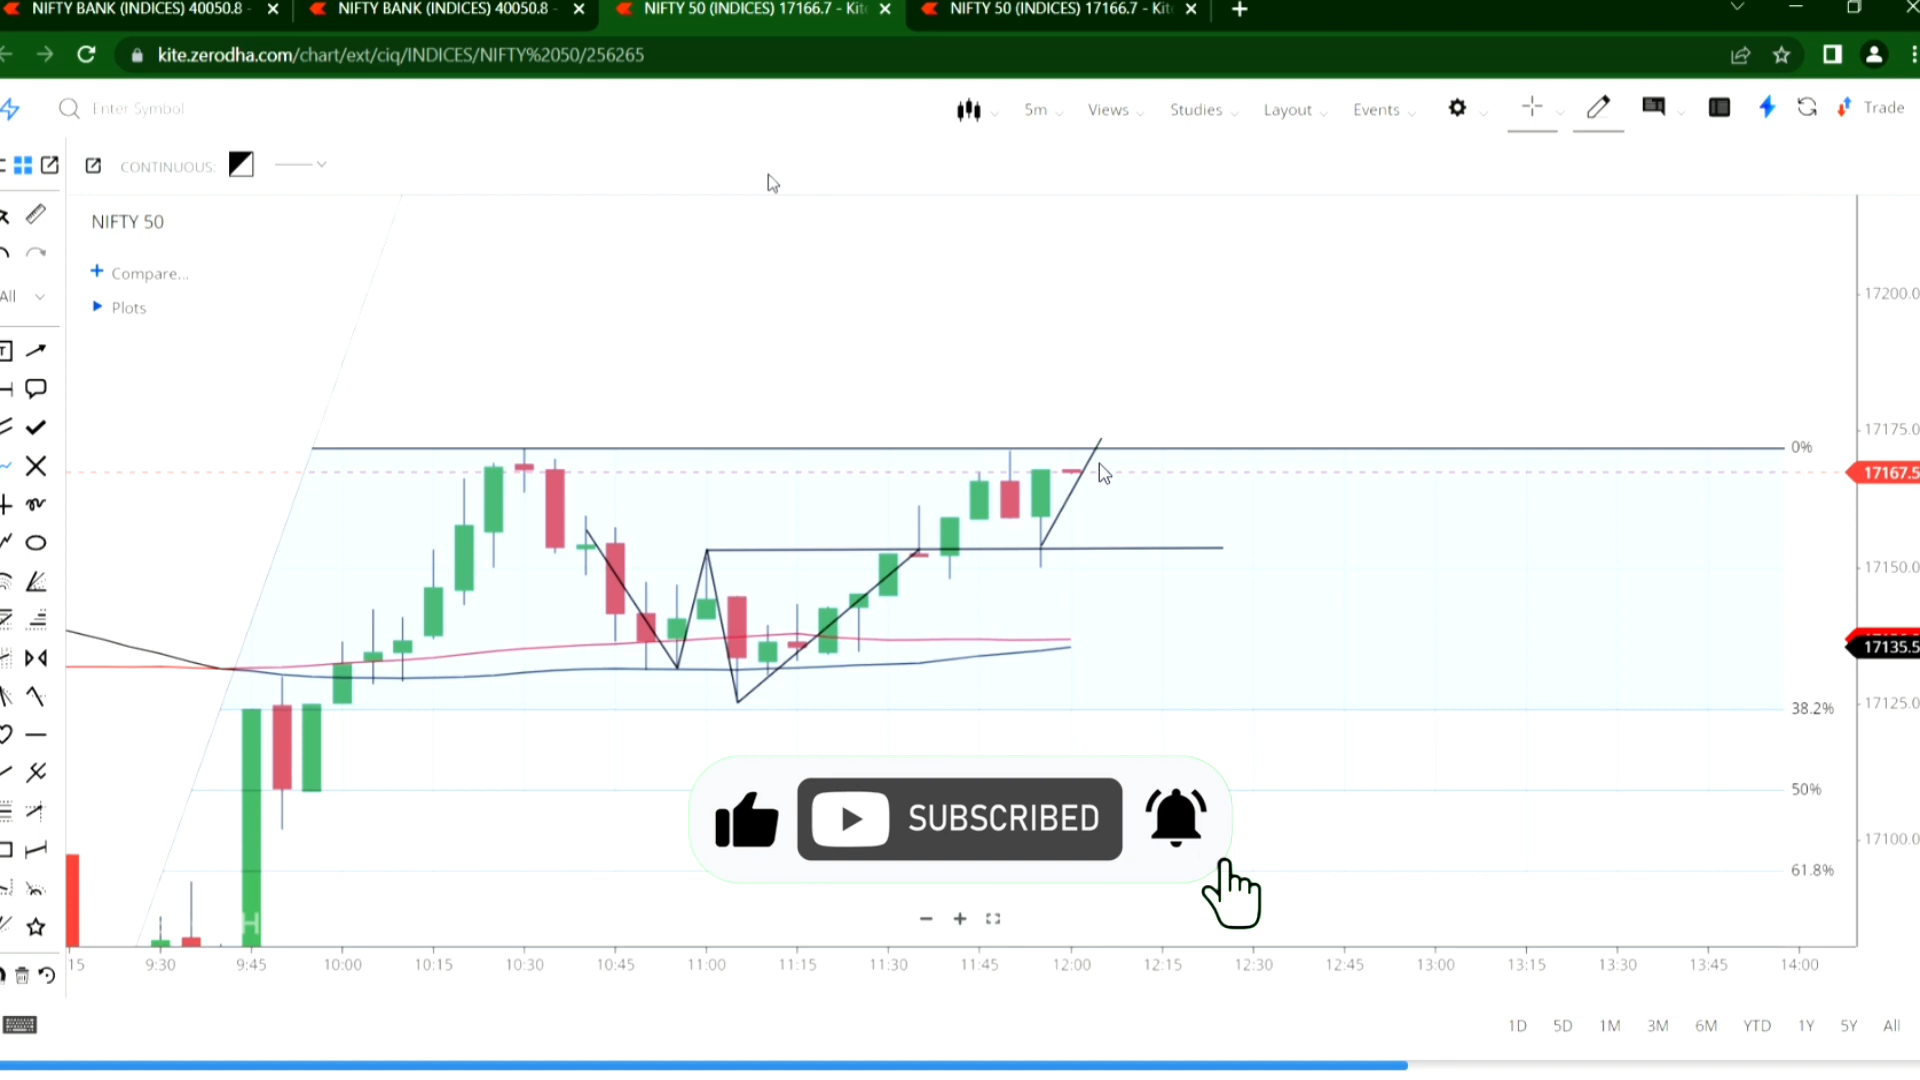 NIFTY BANK (INDICES) 40050.8 - NIFTY BANK (INDICES) 40050.8 - NIFTY 50 (INDICES) 17166.7 - Kit NIFTY 50 (INDICES) 17166.7 - Kit
kite.zerodha.com/chart/ext/ciq/INDICES/NIFTY%2050/256265
Enter Symbol 5m Views Studies Layout Events Trade
CONTINUOUS:
NIFTY 50
Compare...
All
Plots
17200.0
17175.0
0%
17167.5
17150.0
17135.5
17125.0
38.2%
50%
SUBSCRIBED
17100.0
61.8%
H
15 9:30 9:45 10:00 10:15 10:30 10:45 11:00 11:15 11:30 11:45 12:00 12:15 12:30 12:45 13:00 13:15 13:30 13:45 14:00
1D 5D 1M 3M 6M YTD 1Y 5Y All